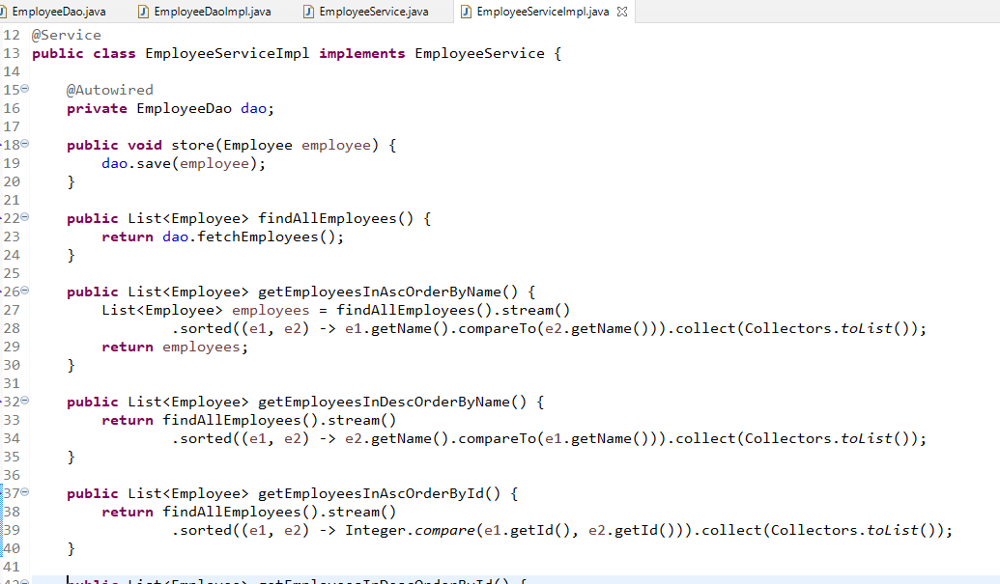 EmployeeDao.java EmployeeDaoImpl.java EmployeeService.java EmployeeServiceImpl.java
12 @Service
13 public class EmployeeServiceImpl implements EmployeeService {
14
15 @Autowired
16 private EmployeeDao dao;
17
18 public void store(Employee employee) {
19 dao.save(employee);
20 }
21
22 public List<Employee> findAllEmployees() {
23 return dao.fetchEmployees();
24 }
25
26 public List<Employee> getEmployeesInAscOrderByName() {
27 List<Employee> employees = findAllEmployees().stream()
28 .sorted((e1, e2) -> e1.getName().compareTo(e2.getName())).collect(Collectors.toList());
29 return employees;
30 }
31
32 public List<Employee> getEmployeesInDescOrderByName() {
33 return findAllEmployees().stream()
34 .sorted((e1, e2) -> e2.getName().compareTo(e1.getName())).collect(Collectors.toList());
35 }
36
37 public List<Employee> getEmployeesInAscOrderById() {
38 return findAllEmployees().stream()
39 .sorted((e1, e2) -> Integer.compare(e1.getId(), e2.getId())).collect(Collectors.toList());
40 }
41
42 public List<Employee> getEmployeesInDescOrderById() {